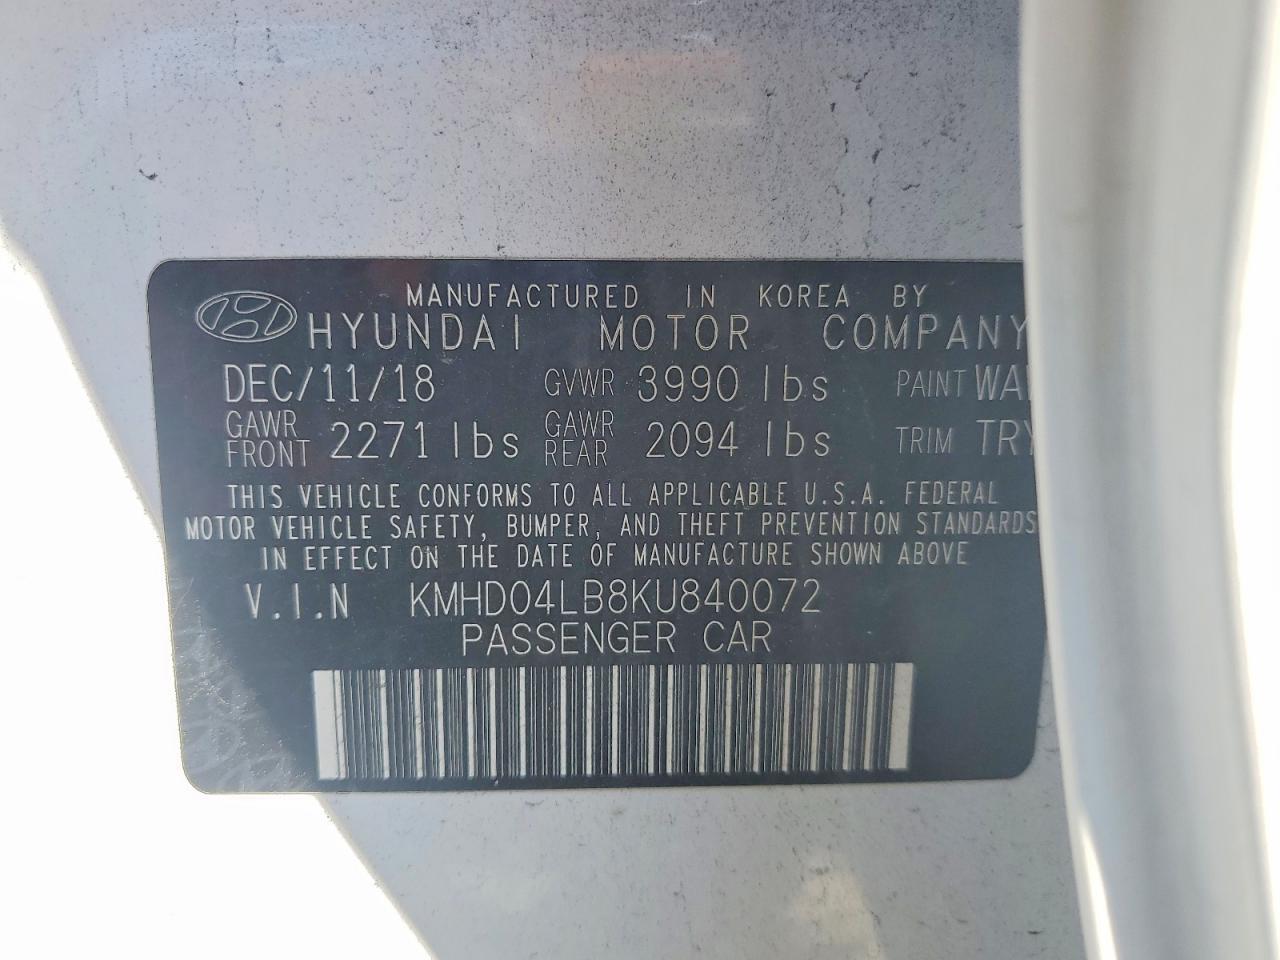 MANUFACTURED IN KOREA BY
HYUNDAI MOTOR COMPANY
DEC/11/18 GVWR 3990 lbs PAINT
GAWR FRONT 2271 lbs GAWR REAR 2094 lbs TRIM TRY
THIS VEHICLE CONFORMS TO ALL APPLICABLE U.S.A. FEDERAL
MOTOR VEHICLE SAFETY, BUMPER, AND THEFT PREVENTION STANDARDS
IN EFFECT ON THE DATE OF MANUFACTURE SHOWN ABOVE
V.I.N KMHD04LB8KU840072
PASSENGER CAR